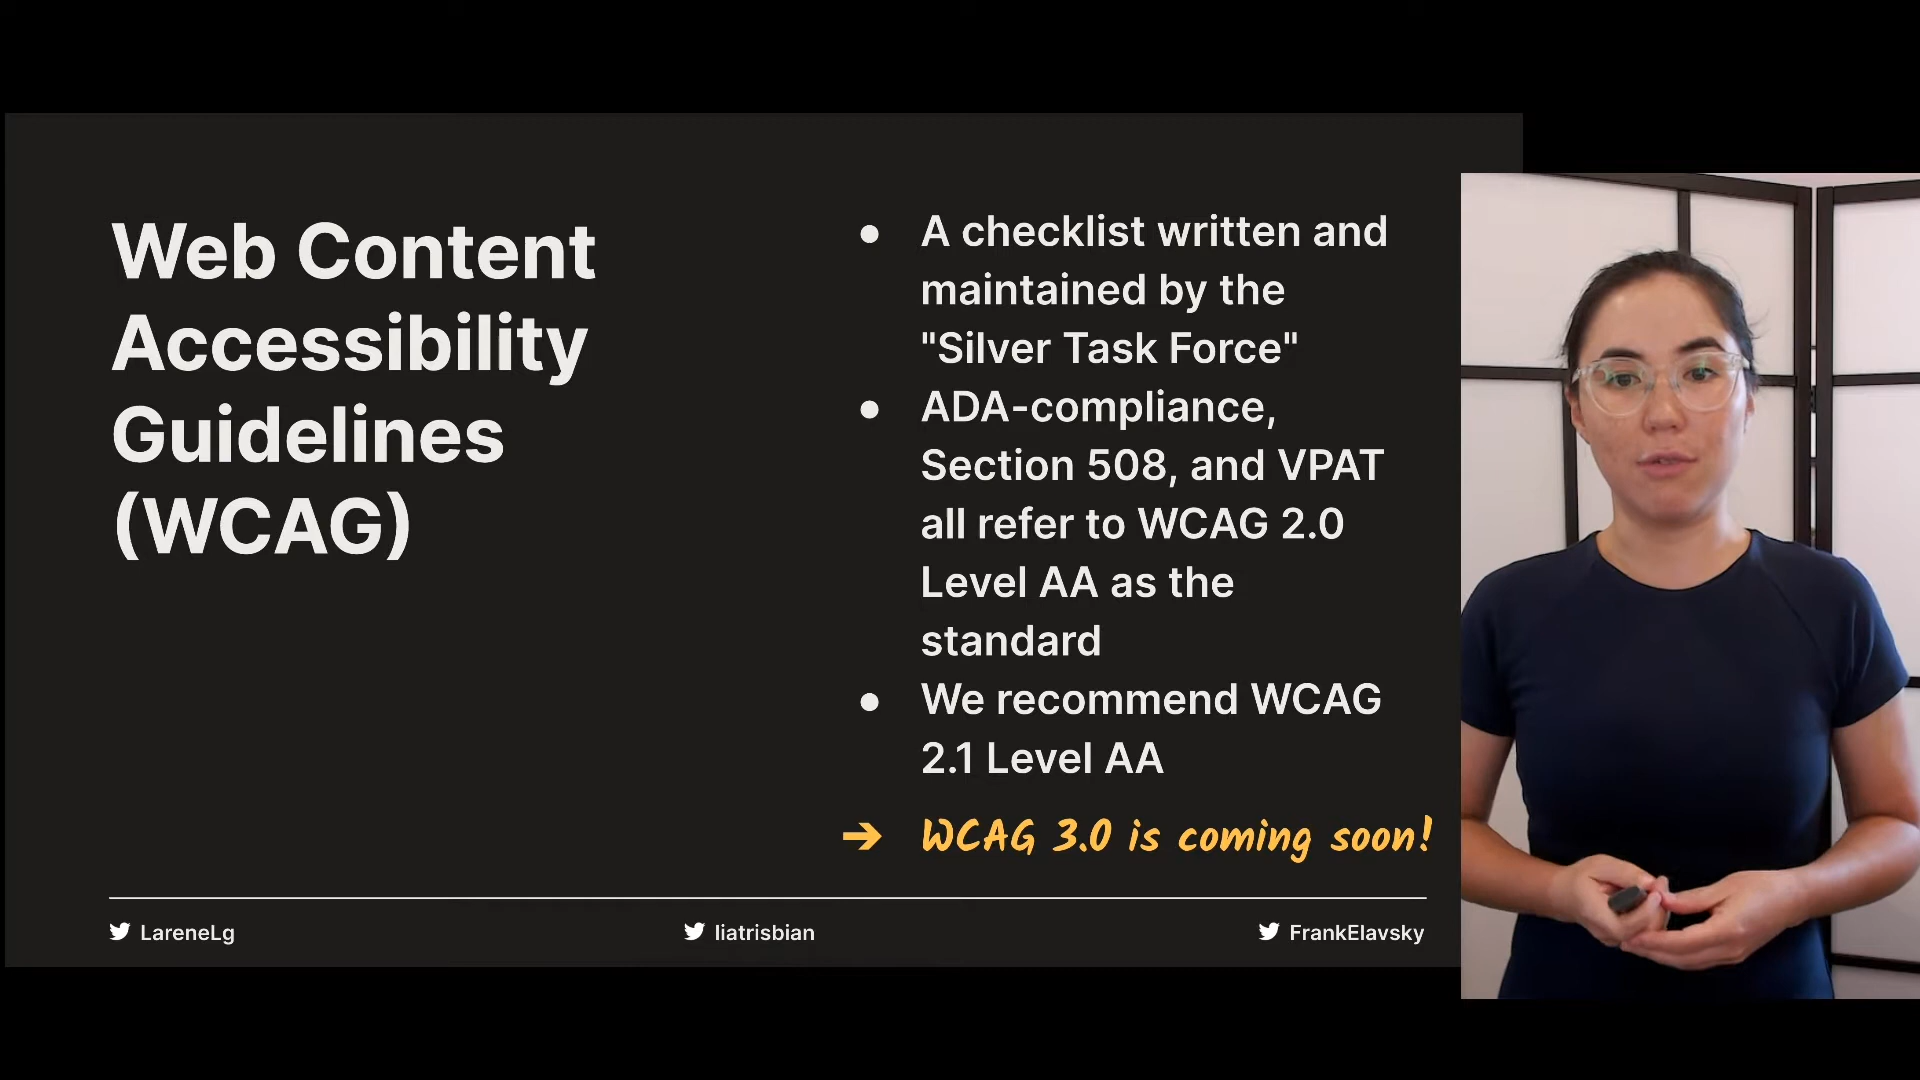 Web Content
Accessibility
Guidelines
(WCAG)
● A checklist written and
maintained by the
"Silver Task Force"
● ADA-compliance,
Section 508, and VPAT
all refer to WCAG 2.0
Level AA as the
standard
● We recommend WCAG
2.1 Level AA
➔ WCAG 3.0 is coming soon!
LareneLg
liatrisbian
FrankElavsky